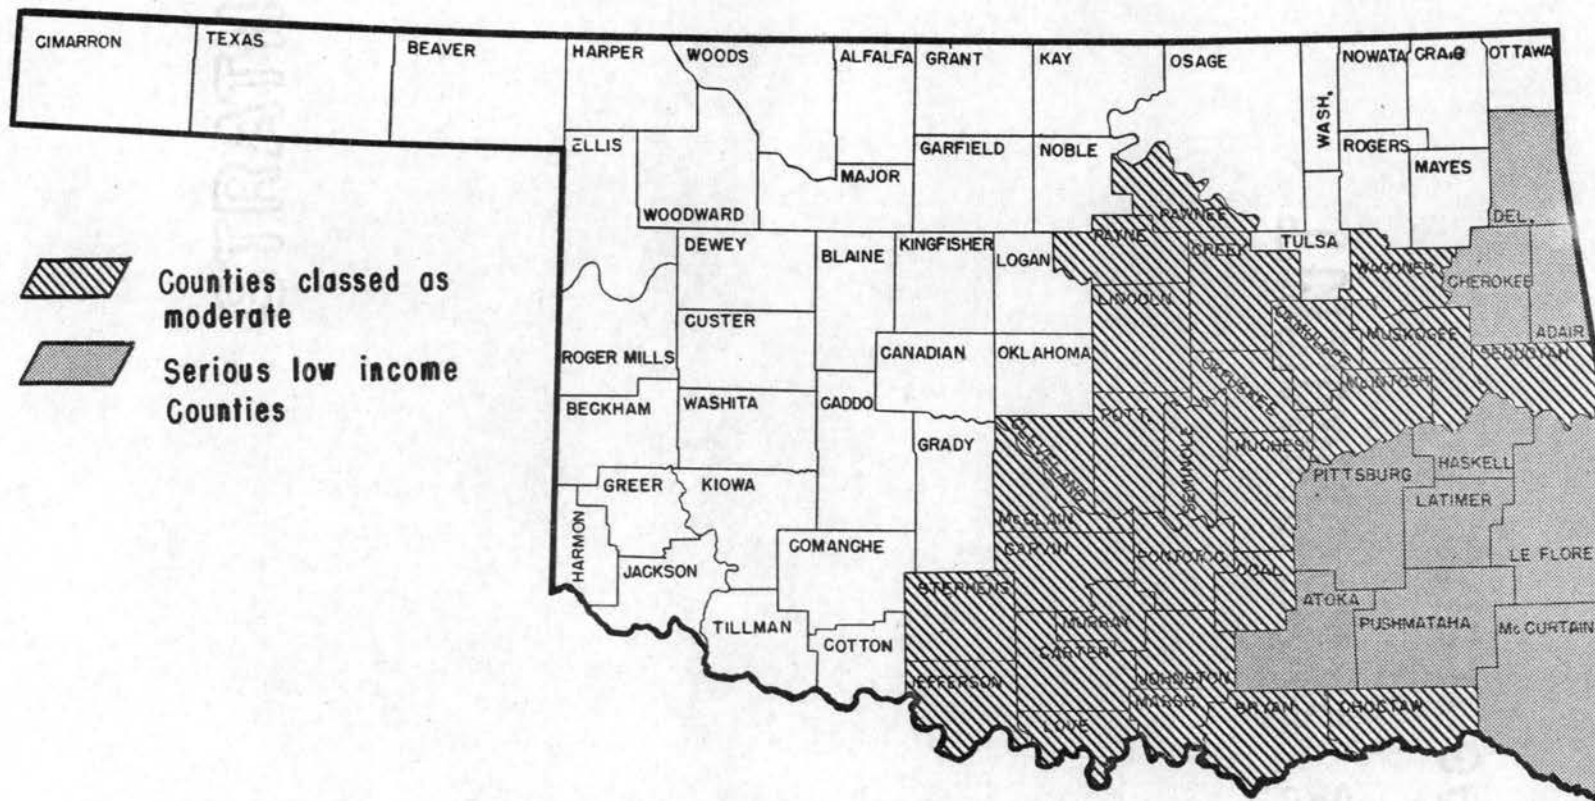 CIMARRON
TEXAS
BEAVER
HARPER
WOODS
ALFALFA
GRANT
KAY
OSAGE
WASH.
NOWATA
CRAIG
OTTAWA
ELLIS
WOODWARD
MAJOR
GARFIELD
NOBLE
PAWNEE
ROGERS
MAYES
DEL.
DEWEY
BLAINE
KINGFISHER
LOGAN
PAYNE
CREEK
TULSA
WAGONER
CHEROKEE
ADAIR
Counties classed as
moderate
Serious low income
Counties
ROGER MILLS
CUSTER
CANADIAN
OKLAHOMA
LINCOLN
OKMULGEE
MUSKOGEE
SEQUOYAH
BECKHAM
WASHITA
CADDO
GRADY
CLEVELAND
POTT.
SEMINOLE
OKFUSKEE
HUGHES
McINTOSH
PITTSBURG
HASKELL
LATIMER
LE FLORE
HARMON
GREER
KIOWA
JACKSON
COMANCHE
McCLAIN
GARVIN
PONTOTOC
COAL
TILLMAN
COTTON
STEPHENS
MURRAY
CARTER
JOHNSTON
ATOKA
PUSHMATAHA
McCURTAIN
JEFFERSON
LOVE
MARSH.
BRYAN
CHOCTAW